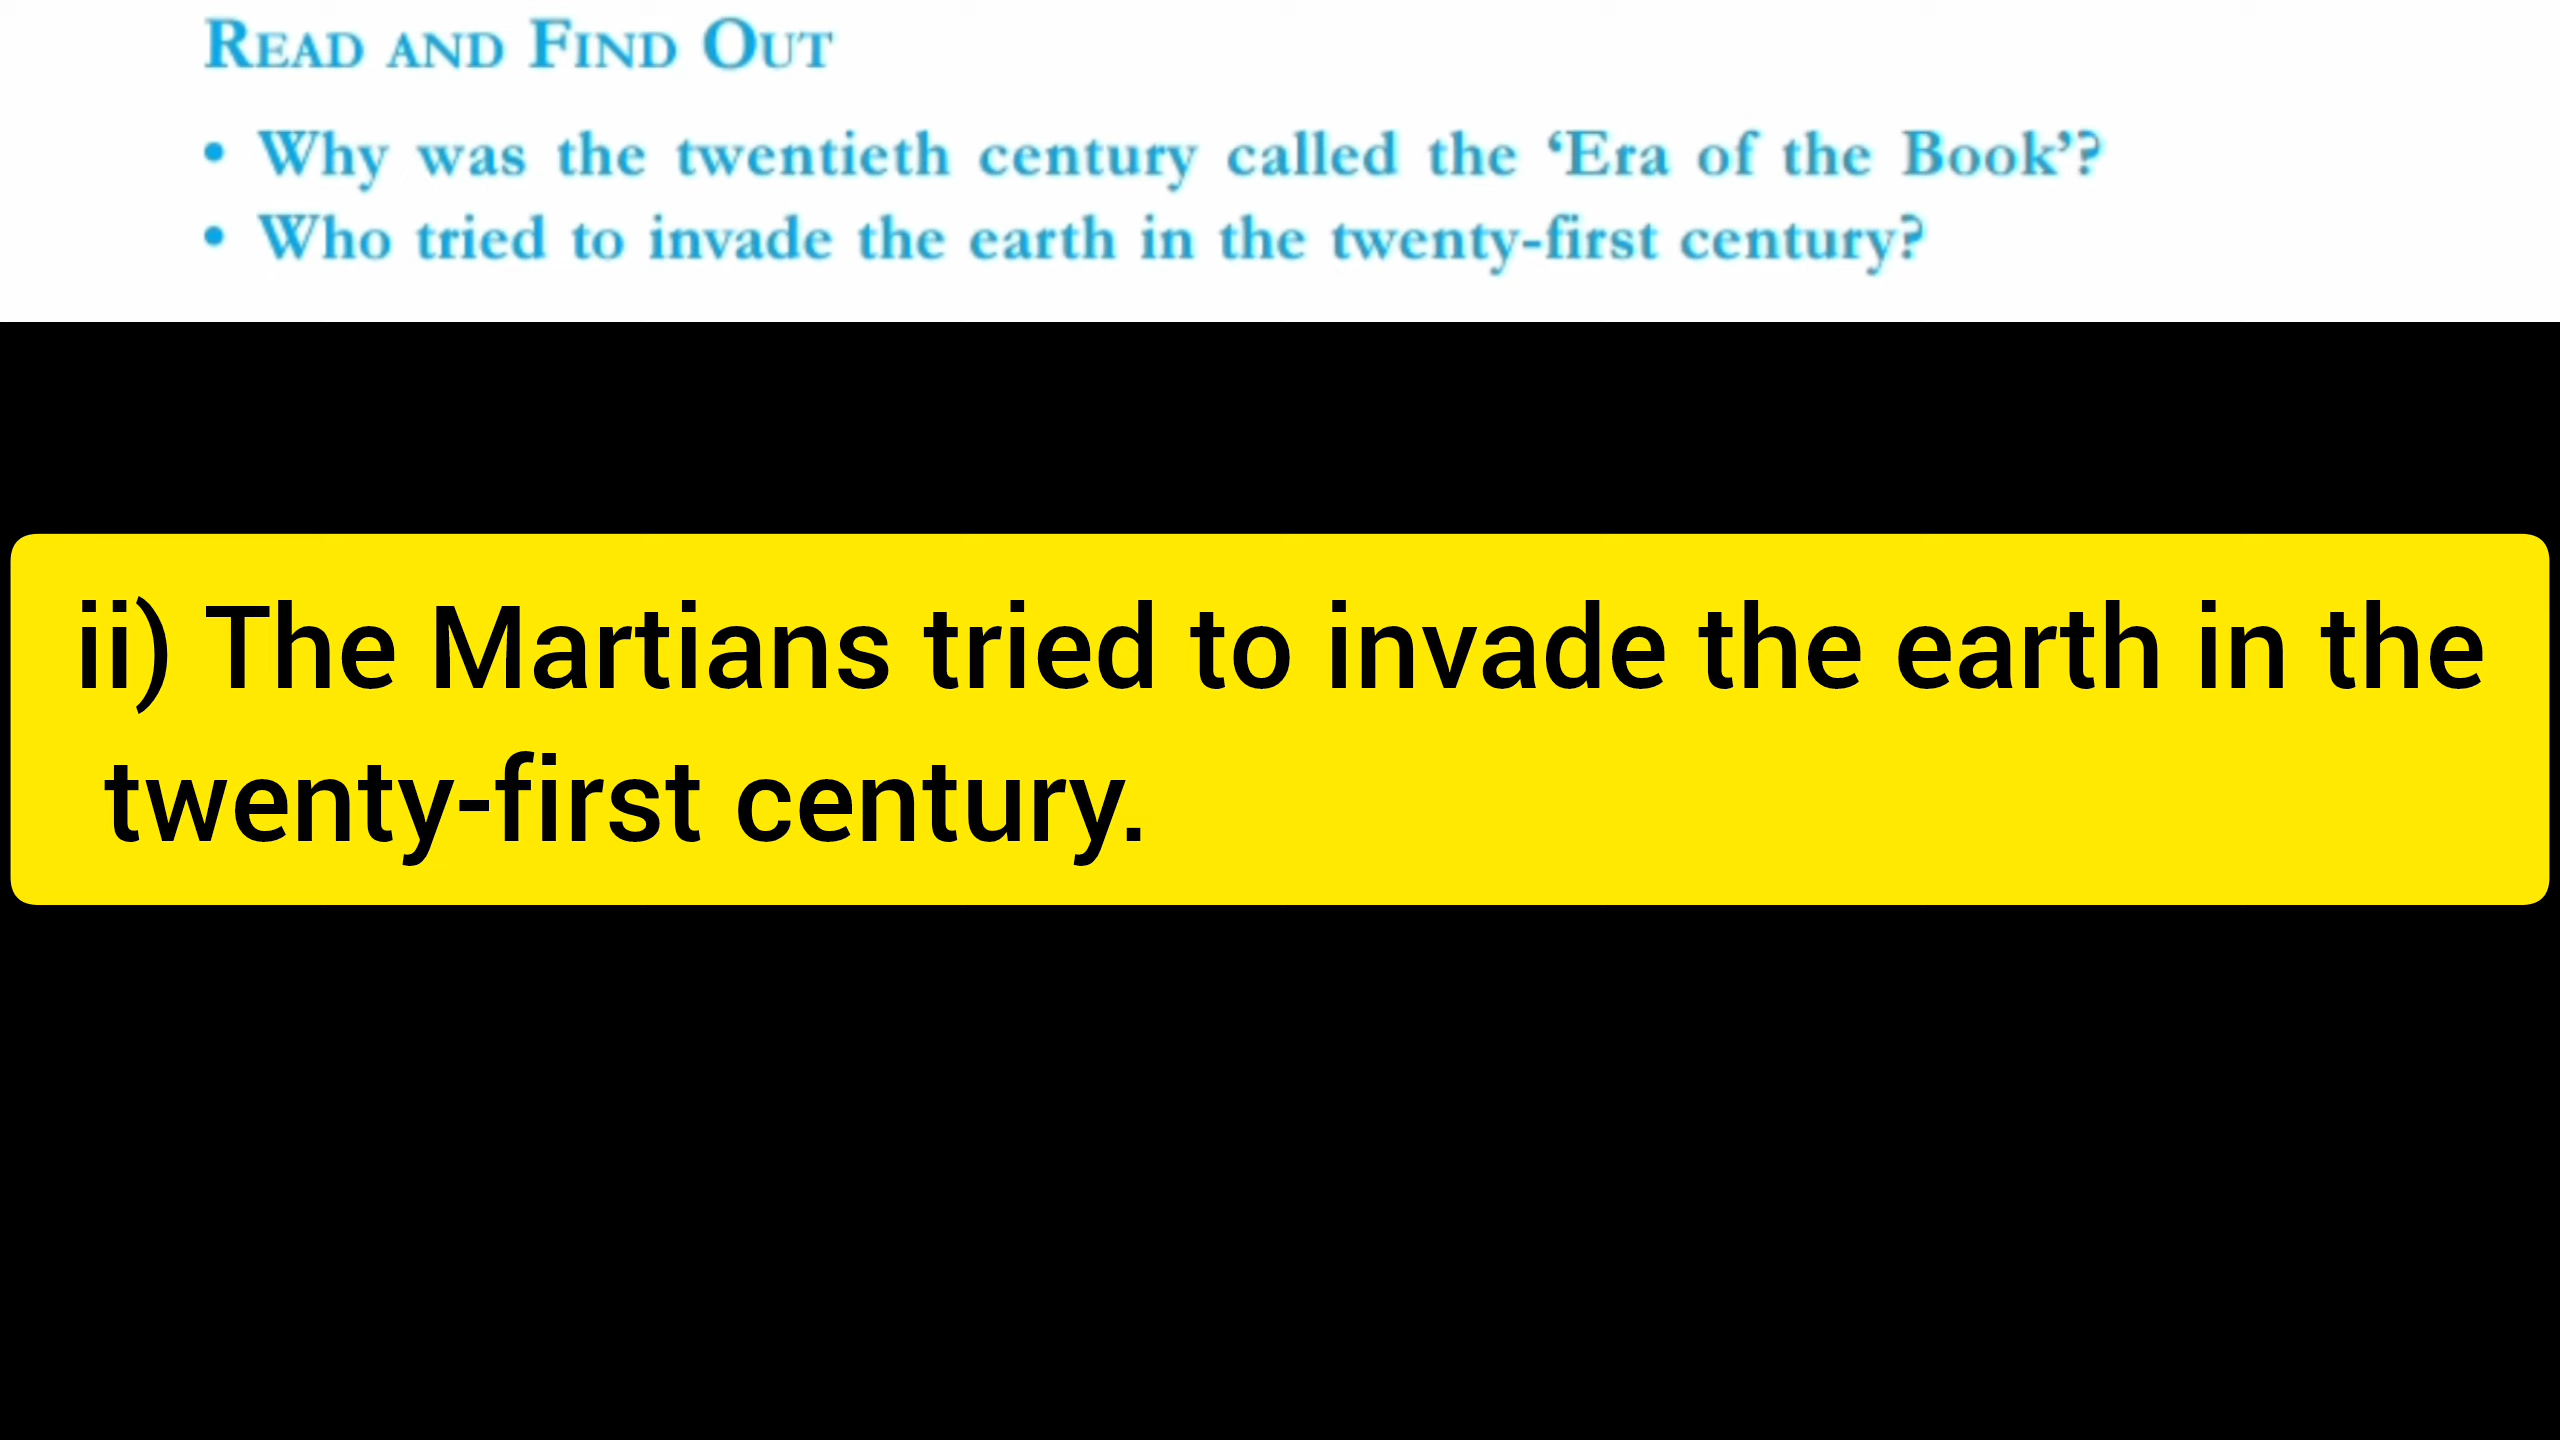 READ AND FIND OUT
• Why was the twentieth century called the ‘Era of the Book’?
• Who tried to invade the earth in the twenty-first century?
ii) The Martians tried to invade the earth in the
twenty-first century.